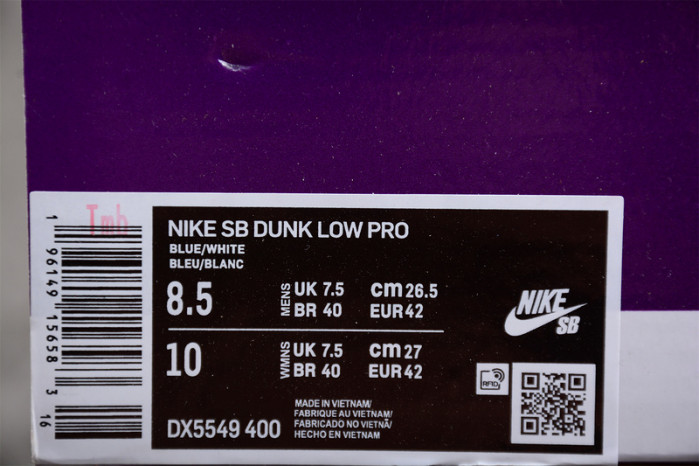 Tmb
1 96149 15658 3 16
NIKE SB DUNK LOW PRO
BLUE/WHITE
BLEU/BLANC
8.5 MENS UK 7.5 cm 26.5
BR 40 EUR 42
10 WMNS UK 7.5 cm 27
BR 40 EUR 42
NIKE
SB
RFID
DX5549 400
MADE IN VIETNAM/
FABRIQUE AU VIETNAM/
FABRICADO NO VIETNÃ/
HECHO EN VIETNAM